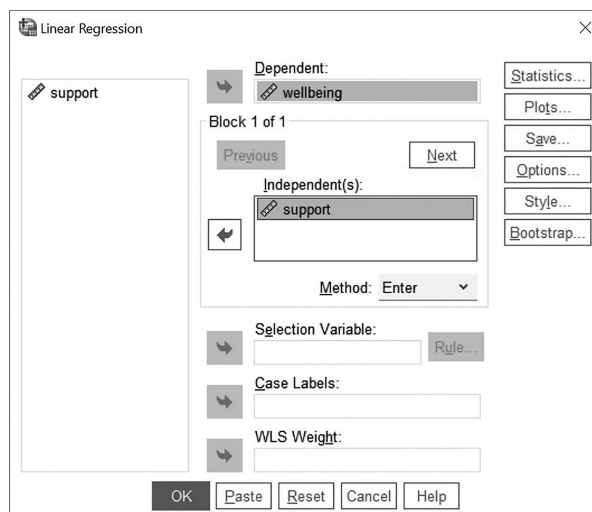 Linear Regression
support
Dependent:
wellbeing
Block 1 of 1
Previous
Next
Independent(s):
support
Method: Enter
Selection Variable:
Rule...
Case Labels:
WLS Weight:
Statistics...
Plots...
Save...
Options...
Style...
Bootstrap...
OK Paste Reset Cancel Help